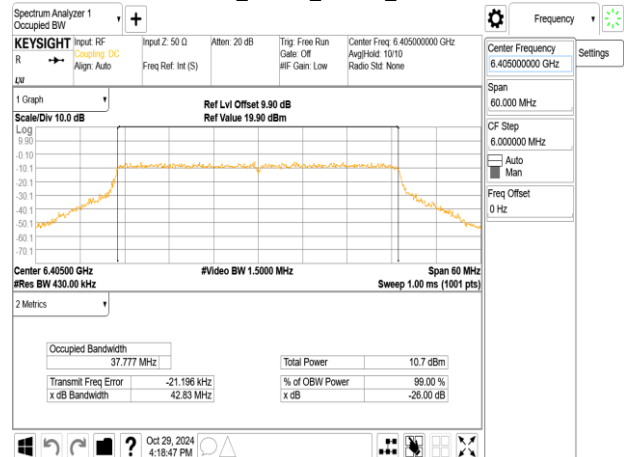 Spectrum Analyzer 1
Occupied BW
Frequency
KEYSIGHT
R
LXI
Input: RF
Coupling: DC
Align: Auto
Input Z: 50 Ω
Freq Ref: Int (S)
Atten: 20 dB
Trig: Free Run
Gate: Off
#IF Gain: Low
Center Freq: 6.405000000 GHz
Avg|Hold: 10/10
Radio Std: None
Center Frequency
6.405000000 GHz
Settings
Span
60.000 MHz
CF Step
6.000000 MHz
Auto
Man
Freq Offset
0 Hz
1 Graph
Scale/Div 10.0 dB
Ref Lvl Offset 9.90 dB
Ref Value 19.90 dBm
Log
9.90
-0.10
-10.1
-20.1
-30.1
-40.1
-50.1
-60.1
-70.1
Center 6.40500 GHz
#Res BW 430.00 kHz
#Video BW 1.5000 MHz
Span 60 MHz
Sweep 1.00 ms (1001 pts)
2 Metrics
Occupied Bandwidth
37.777 MHz
Transmit Freq Error -21.196 kHz
x dB Bandwidth 42.83 MHz
Total Power 10.7 dBm
% of OBW Power 99.00 %
x dB -26.00 dB
?
Oct 29, 2024
4:18:47 PM